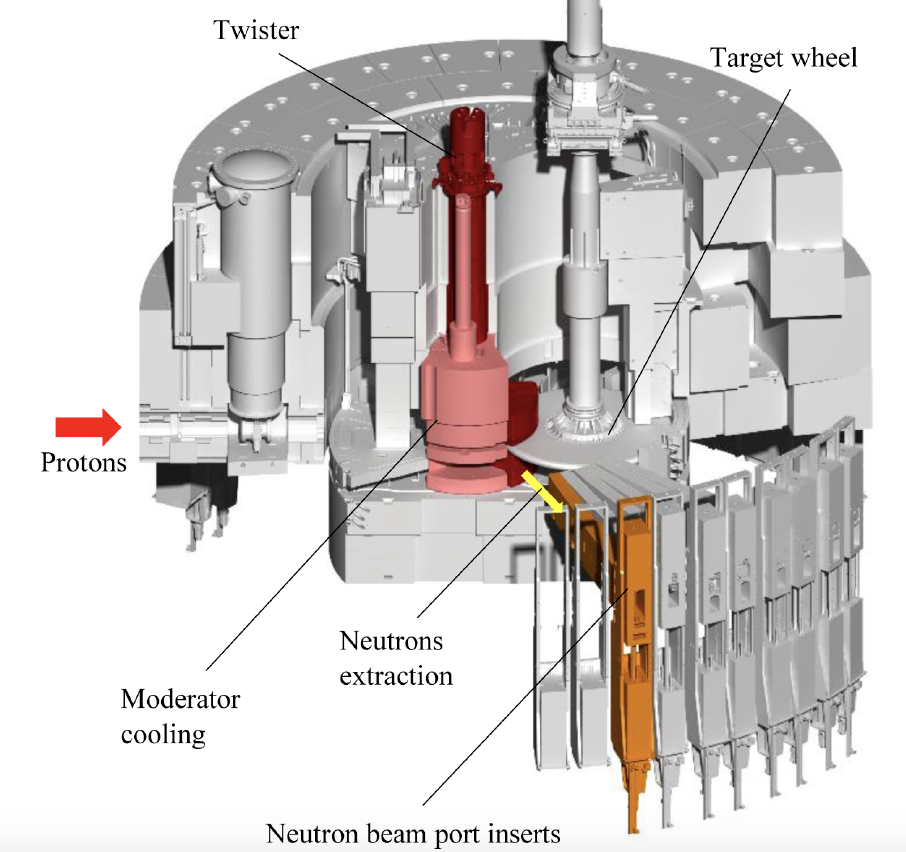 Twister
Target wheel
Protons
Neutrons
extraction
Moderator
cooling
Neutron beam port inserts